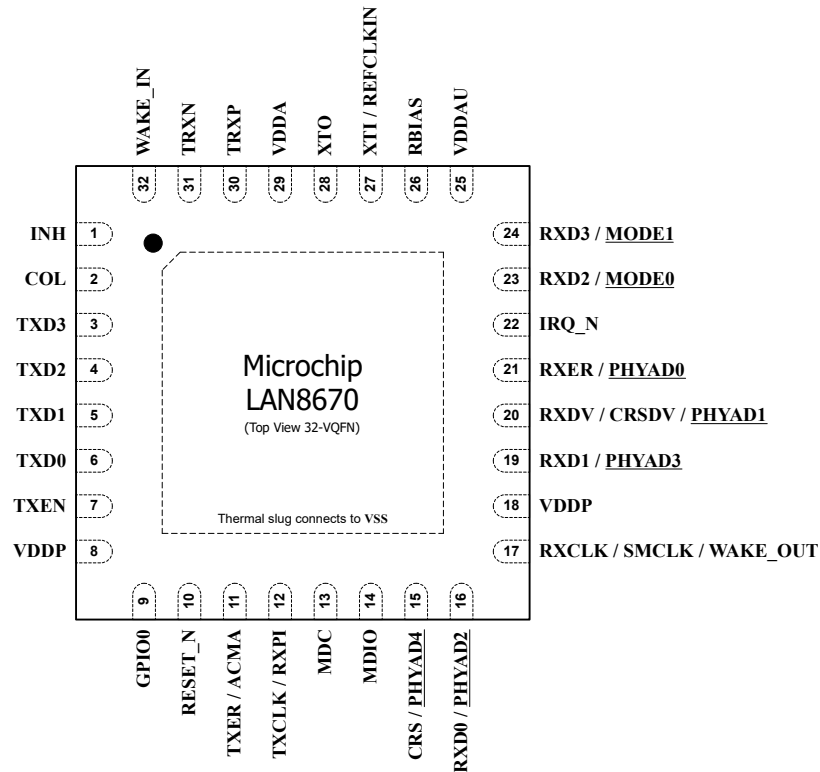 WAKE_IN
TRXN
TRXP
VDDA
XTO
XTI / REFCLKIN
RBIAS
VDDAU
32
31
30
29
28
27
26
25
INH 1
COL 2
TXD3 3
TXD2 4
TXD1 5
TXD0 6
TXEN 7
VDDP 8
Microchip
LAN8670
(Top View 32-VQFN)
Thermal slug connects to VSS
24 RXD3 / MODE1
23 RXD2 / MODE0
22 IRQ_N
21 RXER / PHYAD0
20 RXDV / CRSDV / PHYAD1
19 RXD1 / PHYAD3
18 VDDP
17 RXCLK / SMCLK / WAKE_OUT
9
10
11
12
13
14
15
16
GPIO0
RESET_N
TXER / ACMA
TXCLK / RXPI
MDC
MDIO
CRS / PHYAD4
RXD0 / PHYAD2